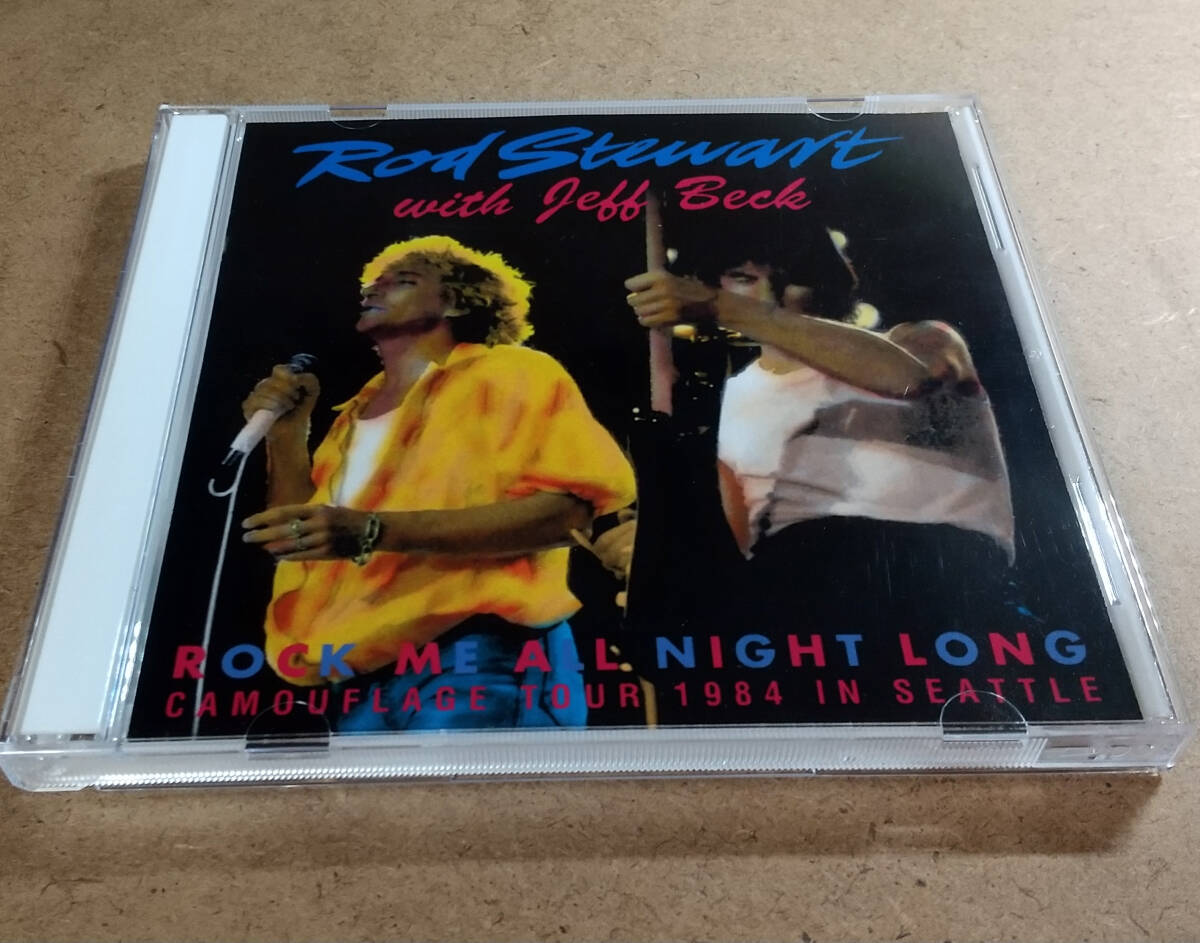 Rod Stewart
with Jeff Beck
ROCK ME ALL NIGHT LONG
CAMOUFLAGE TOUR 1984 IN SEATTLE